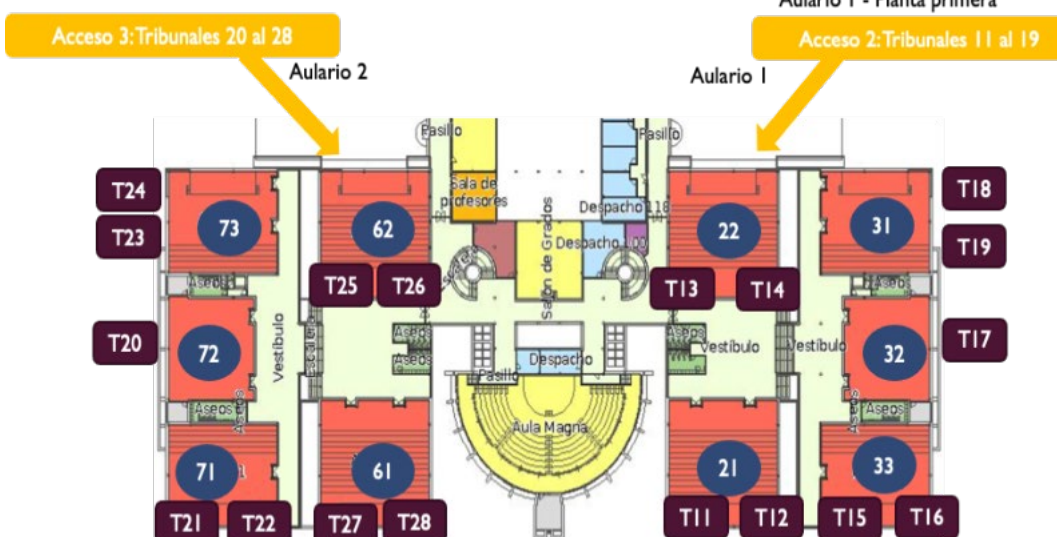 Aulario 1 - Planta primera
Acceso 3: Tribunales 20 al 28
Acceso 2: Tribunales 11 al 19
Aulario 2
Aulario 1
Pasillo
Pasillo
T24
73
62
Sala de
profesores
Salón de Grados
Despacho 118
Despacho 100
22
31
T18
T23
T19
T25
T26
T13
T14
Aseos
Aseos
T20
72
Vestíbulo
Escalera
Aseos
Aseos
Pasillo
Despacho
Aseos
Vestíbulo
Vestíbulo
32
T17
Aseos
Aseos
Aseos
Aseos
Aula Magna
71
61
21
33
T21
T22
T27
T28
T11
T12
T15
T16